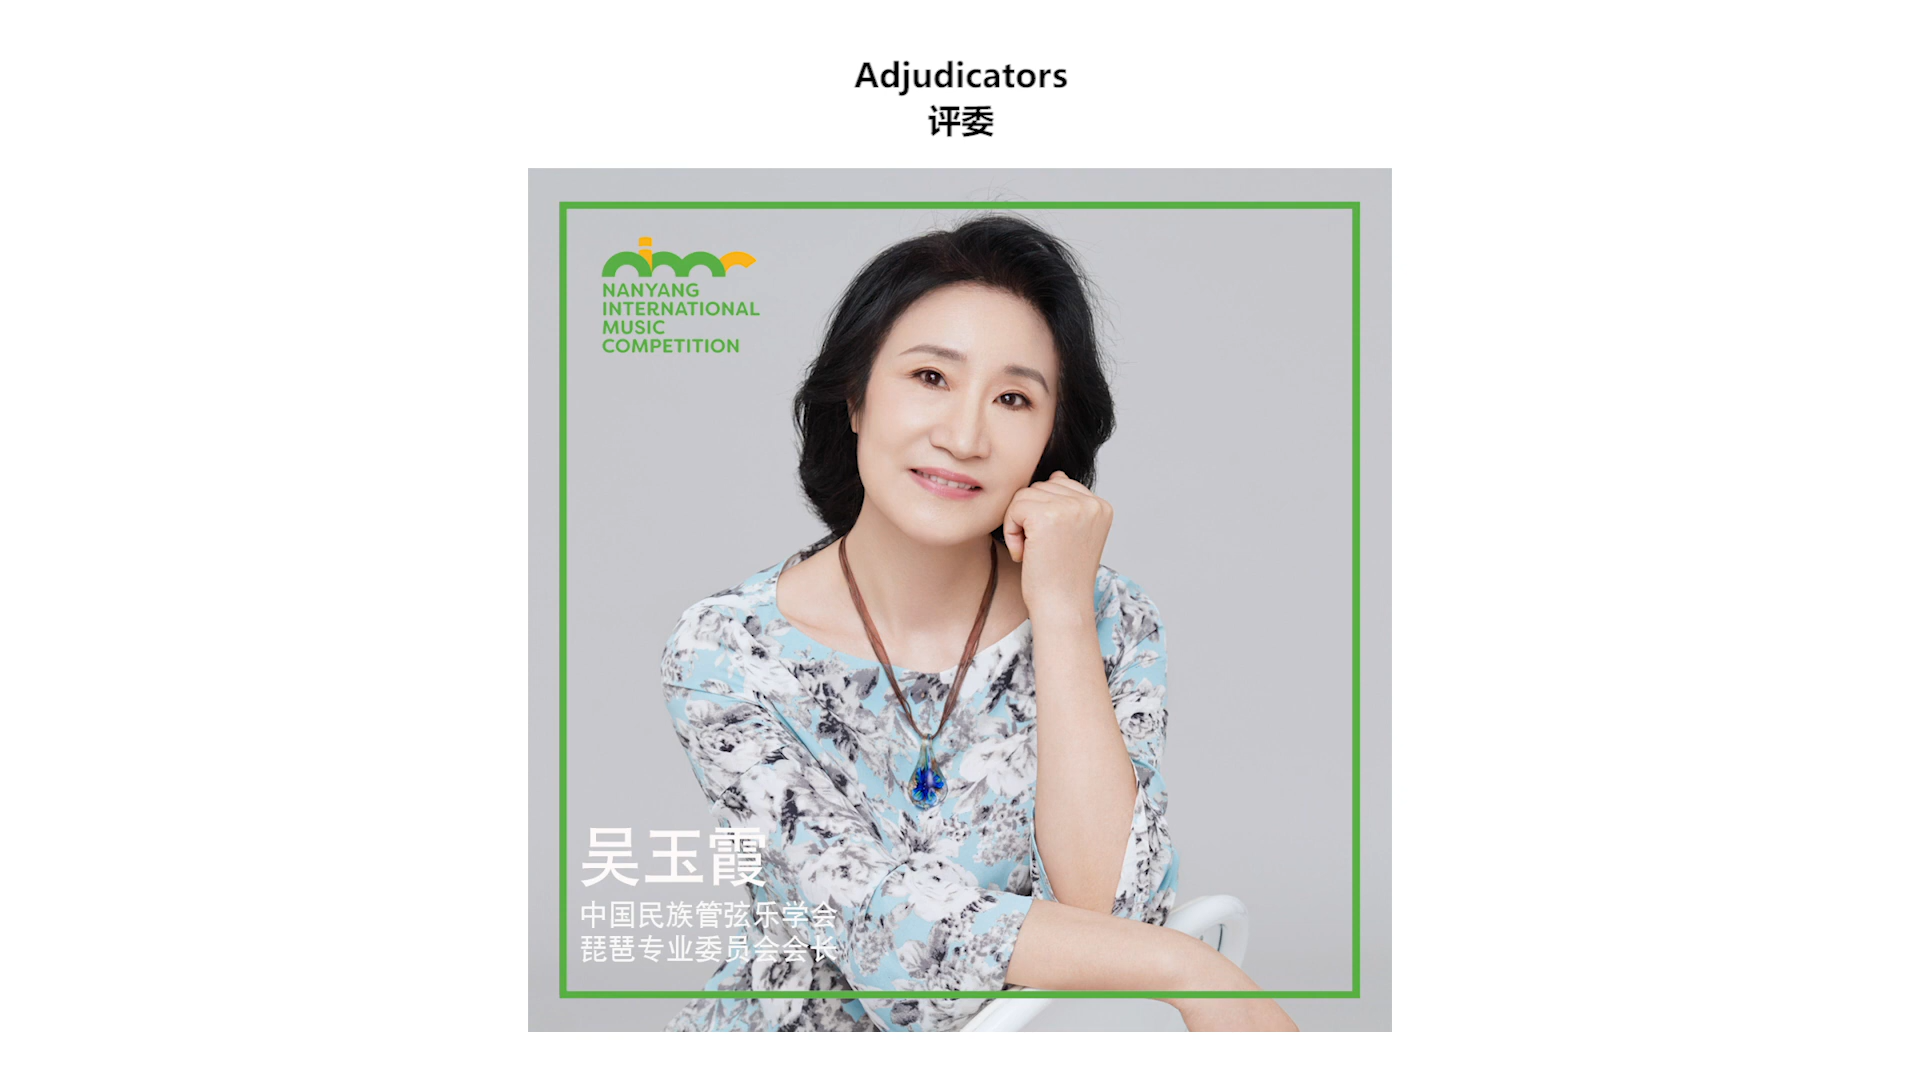 Adjudicators
评委
nimc
NANYANG
INTERNATIONAL
MUSIC
COMPETITION
吴玉霞
中国民族管弦乐学会
琵琶专业委员会会长